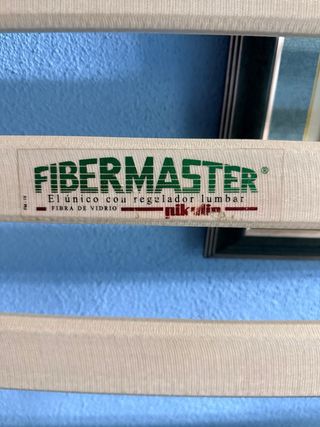 FIBERMASTER®
El único con regulador lumbar
FIBRA DE VIDRIO